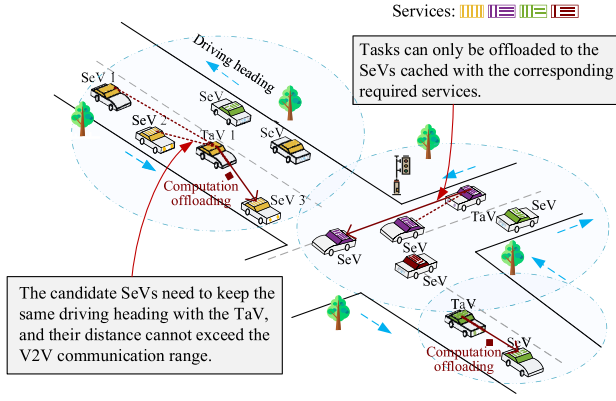 Services:
Driving heading
Tasks can only be offloaded to the
SeVs cached with the corresponding
required services.
SeV 1
SeV
SeV 2
TaV 1
SeV
Computation
offloading
SeV 3
TaV
SeV
SeV
SeV
SeV
The candidate SeVs need to keep the
same driving heading with the TaV,
and their distance cannot exceed the
V2V communication range.
TaV
SeV
Computation
offloading